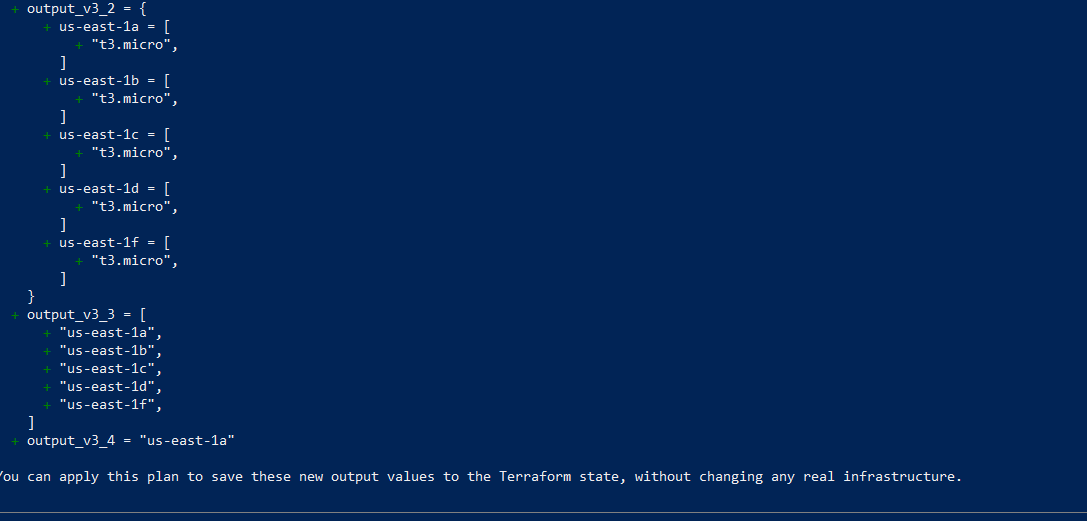 + output_v3_2 = {
+ us-east-1a = [
+ "t3.micro",
]
+ us-east-1b = [
+ "t3.micro",
]
+ us-east-1c = [
+ "t3.micro",
]
+ us-east-1d = [
+ "t3.micro",
]
+ us-east-1f = [
+ "t3.micro",
]
}
+ output_v3_3 = [
+ "us-east-1a",
+ "us-east-1b",
+ "us-east-1c",
+ "us-east-1d",
+ "us-east-1f",
]
+ output_v3_4 = "us-east-1a"
You can apply this plan to save these new output values to the Terraform state, without changing any real infrastructure.